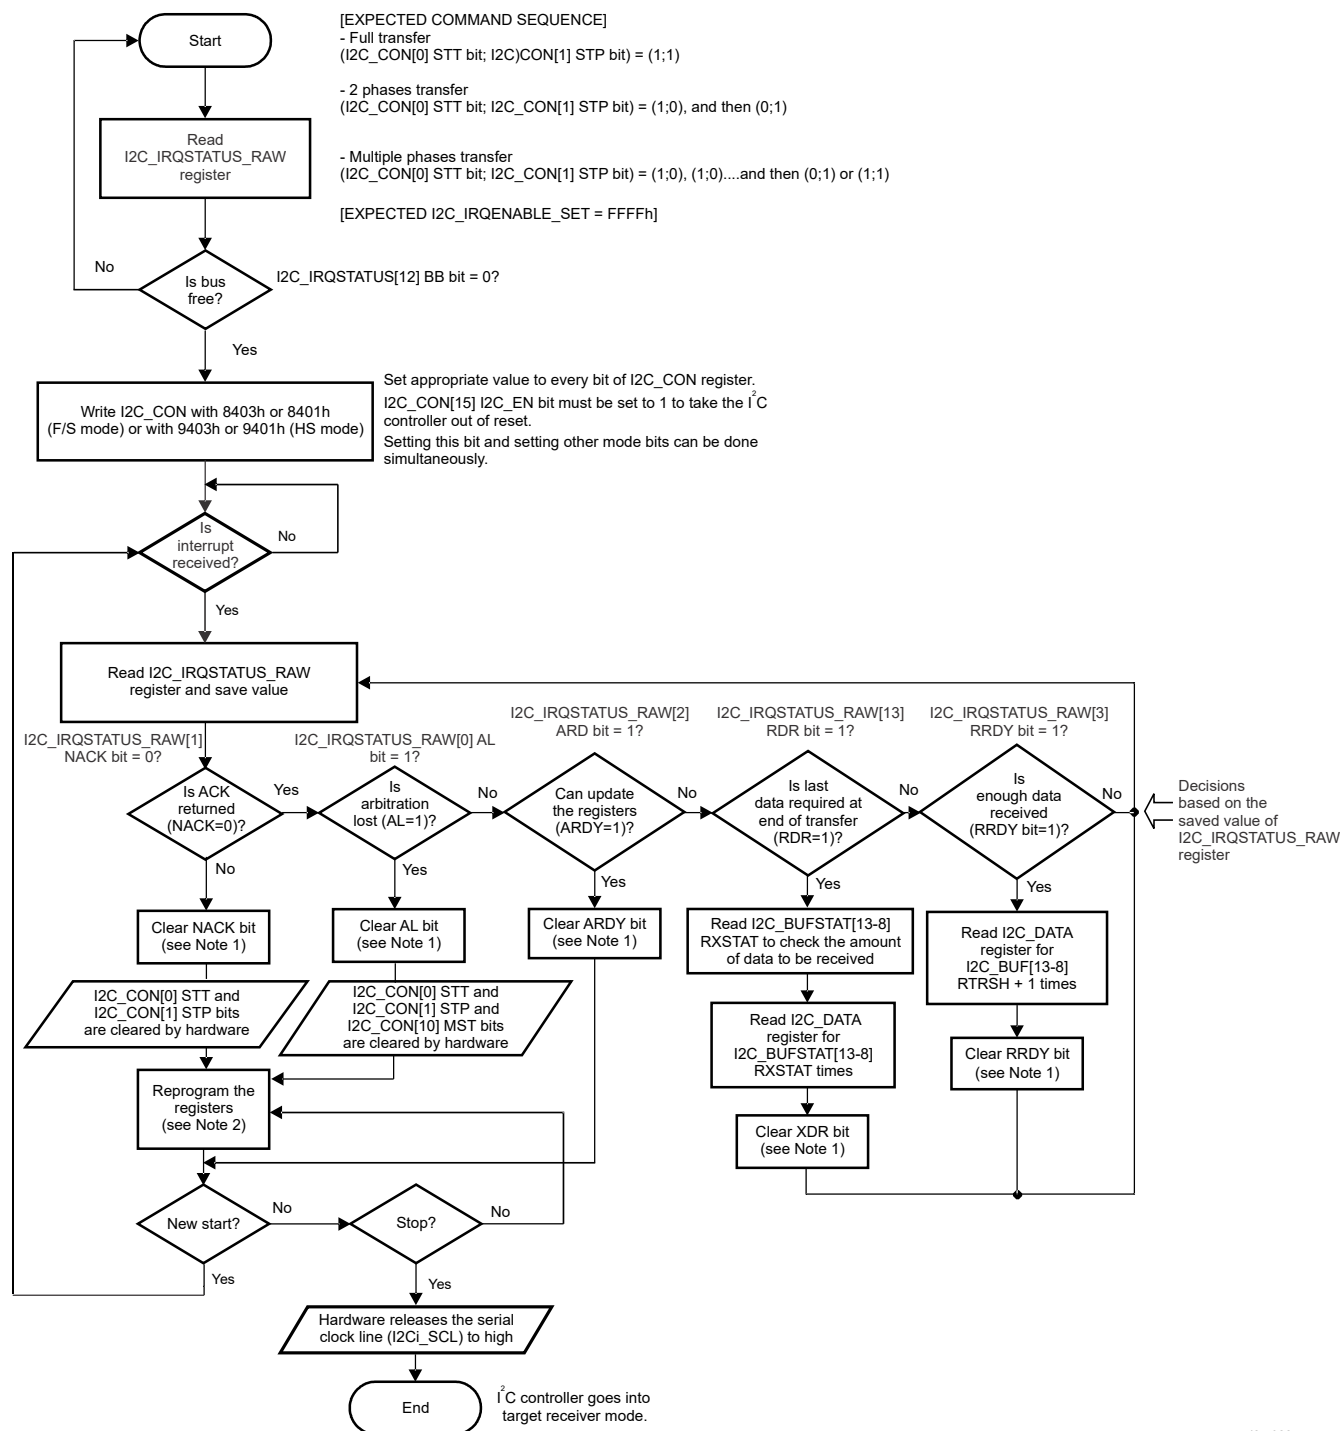 Start
[EXPECTED COMMAND SEQUENCE]
- Full transfer
(I2C_CON[0] STT bit; I2C)CON[1] STP bit) = (1;1)
- 2 phases transfer
(I2C_CON[0] STT bit; I2C_CON[1] STP bit) = (1;0), and then (0;1)
- Multiple phases transfer
(I2C_CON[0] STT bit; I2C_CON[1] STP bit) = (1;0), (1;0)....and then (0;1) or (1;1)
[EXPECTED I2C_IRQENABLE_SET = FFFFh]
Read
I2C_IRQSTATUS_RAW
register
No
Is bus
free?
I2C_IRQSTATUS[12] BB bit = 0?
Yes
Write I2C_CON with 8403h or 8401h
(F/S mode) or with 9403h or 9401h (HS mode)
Set appropriate value to every bit of I2C_CON register.
I2C_CON[15] I2C_EN bit must be set to 1 to take the I²C
controller out of reset.
Setting this bit and setting other mode bits can be done
simultaneously.
Is
interrupt
received?
No
Yes
Read I2C_IRQSTATUS_RAW
register and save value
I2C_IRQSTATUS_RAW[1]
NACK bit = 0?
I2C_IRQSTATUS_RAW[0] AL
bit = 1?
I2C_IRQSTATUS_RAW[2]
ARD bit = 1?
I2C_IRQSTATUS_RAW[13]
RDR bit = 1?
I2C_IRQSTATUS_RAW[3]
RRDY bit = 1?
Is ACK
returned
(NACK=0)?
Yes
Is
arbitration
lost (AL=1)?
No
Can update
the registers
(ARDY=1)?
No
Is last
data required at
end of transfer
(RDR=1)?
No
Is
enough data
received
(RRDY bit=1)?
No
Decisions
based on the
saved value of
I2C_IRQSTATUS_RAW
register
No
Yes
Yes
Yes
Yes
Clear NACK bit
(see Note 1)
Clear AL bit
(see Note 1)
Clear ARDY bit
(see Note 1)
Read I2C_BUFSTAT[13-8]
RXSTAT to check the amount
of data to be received
Read I2C_DATA
register for
I2C_BUF[13-8]
RTRSH + 1 times
I2C_CON[0] STT and
I2C_CON[1] STP bits
are cleared by hardware
I2C_CON[0] STT and
I2C_CON[1] STP and
I2C_CON[10] MST bits
are cleared by hardware
Read I2C_DATA
register for
I2C_BUFSTAT[13-8]
RXSTAT times
Clear RRDY bit
(see Note 1)
Reprogram the
registers
(see Note 2)
Clear XDR bit
(see Note 1)
New start?
No
Stop?
No
Yes
Yes
Hardware releases the serial
clock line (I2Ci_SCL) to high
End
I²C controller goes into
target receiver mode.